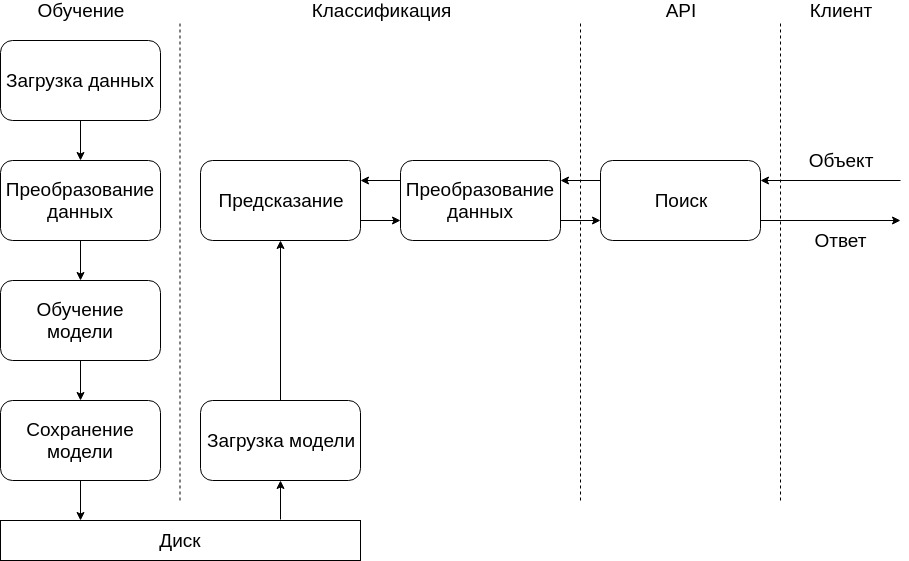 Обучение
Классификация
API
Клиент
Загрузка данных
Преобразование
данных
Обучение
модели
Сохранение
модели
Диск
Предсказание
Загрузка модели
Преобразование
данных
Поиск
Объект
Ответ